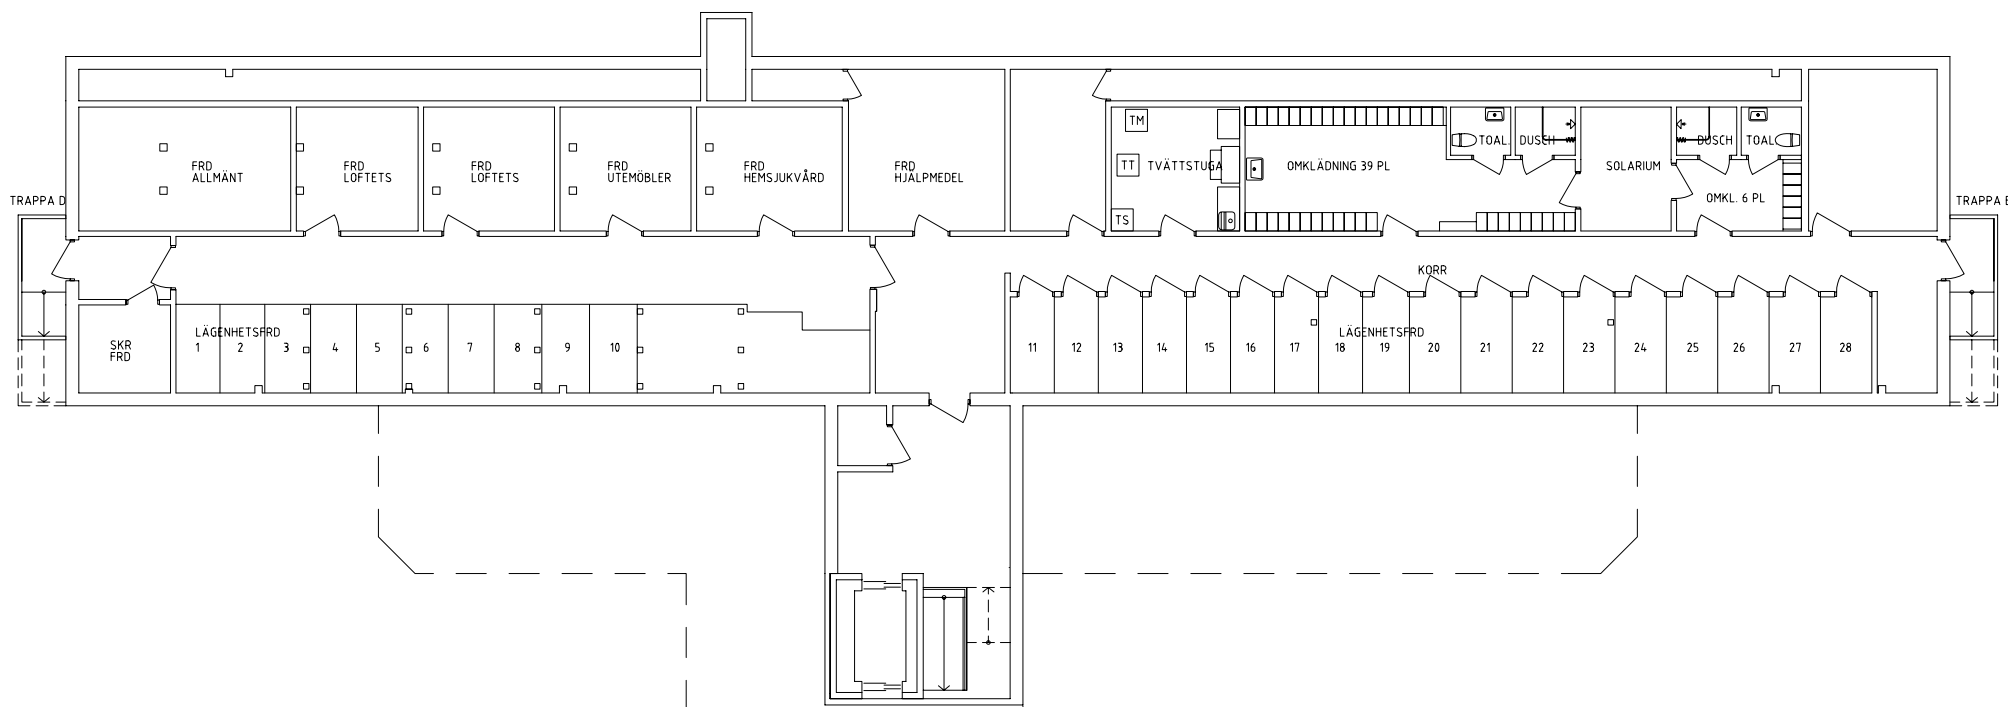 TRAPPA D
FRD
ALLMÄNT
FRD
LOFTETS
FRD
LOFTETS
FRD
UTEMÖBLER
FRD
HEMSJUKVÅRD
FRD
HJÄLPMEDEL
TM
TT
TS
TVÄTTSTUGA
OMKLÄDNING 39 PL
TOAL.
DUSCH
SOLARIUM
DUSCH
TOAL.
OMKL. 6 PL
TRAPPA E
KORR
SKR
FRD
LÄGENHETSFRD
1 2 3 4 5 6 7 8 9 10
LÄGENHETSFRD
11 12 13 14 15 16 17 18 19 20 21 22 23 24 25 26 27 28